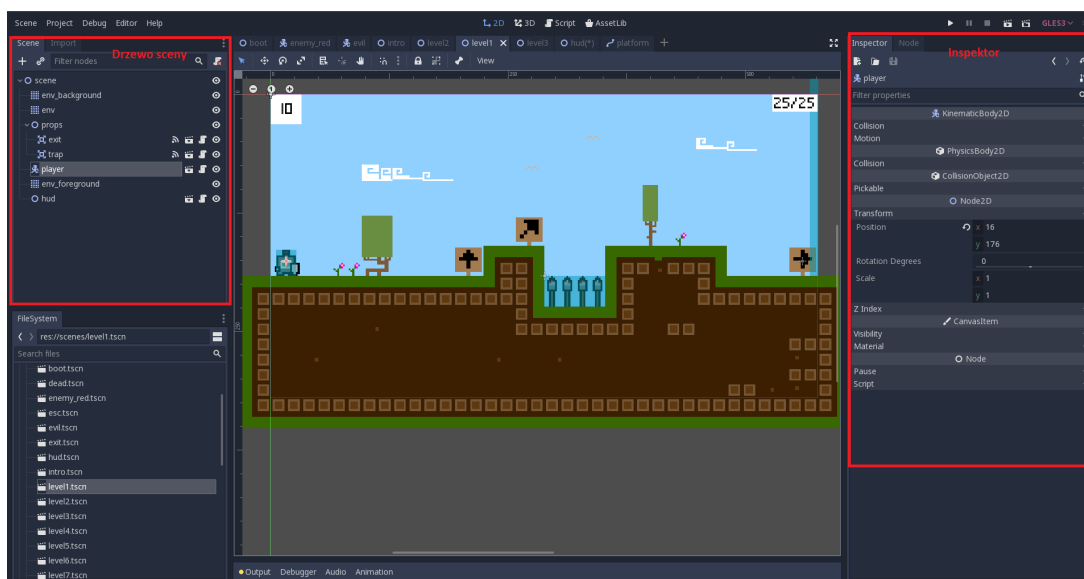 Scene Project Debug Editor Help
2D 3D Script AssetLib
GLES3
Scene Import
Drzewo sceny
Filter nodes
scene
env_background
env
props
exit
trap
player
env_foreground
hud
FileSystem
res://scenes/level1.tscn
Search files
boot.tscn
dead.tscn
enemy_red.tscn
esc.tscn
evil.tscn
exit.tscn
hud.tscn
intro.tscn
level1.tscn
level2.tscn
level3.tscn
level4.tscn
level5.tscn
level6.tscn
level7.tscn
boot enemy_red evil intro level2 level1 level3 hud(*) platform
View
0 250 500
10
25/25
250
Output Debugger Audio Animation
Inspector Node
Inspektor
player
Filter properties
KinematicBody2D
Collision
Motion
PhysicsBody2D
Collision
CollisionObject2D
Pickable
Node2D
Transform
Position x 16
y 176
Rotation Degrees 0
Scale x 1
y 1
Z Index
CanvasItem
Visibility
Material
Node
Pause
Script